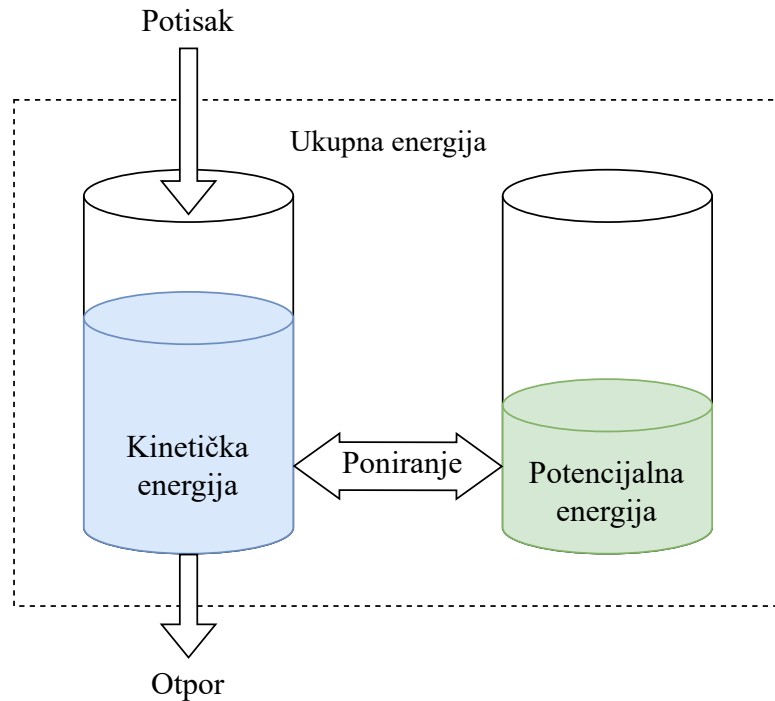 Potisak
Ukupna energija
Kinetička
energija
Poniranje
Potencijalna
energija
Otpor